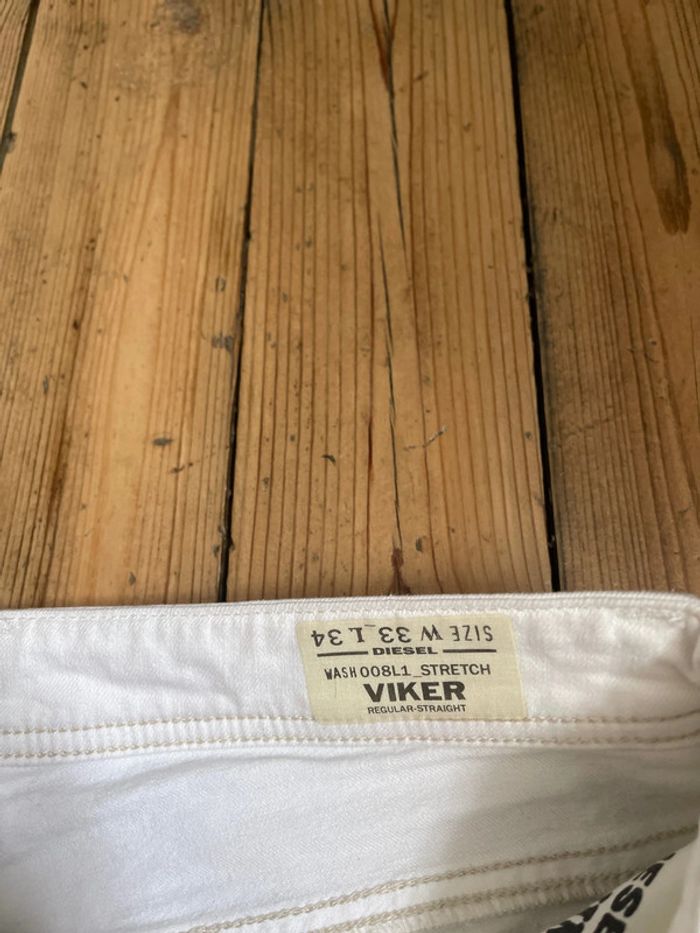 SIZE W 33_L 34
DIESEL
WASH 008L1_STRETCH
VIKER
REGULAR-STRAIGHT